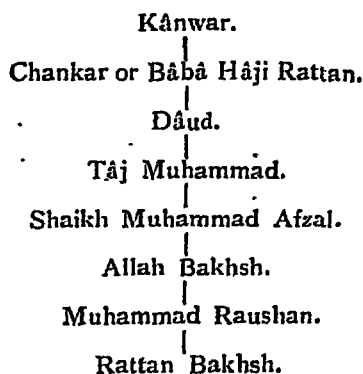 Kânwar.
Chankar or Bâbâ Hâji Rattan.
Dâud.
Tâj Muhammad.
Shaikh Muhammad Afzal.
Allah Bakhsh.
Muhammad Raushan.
Rattan Bakhsh.